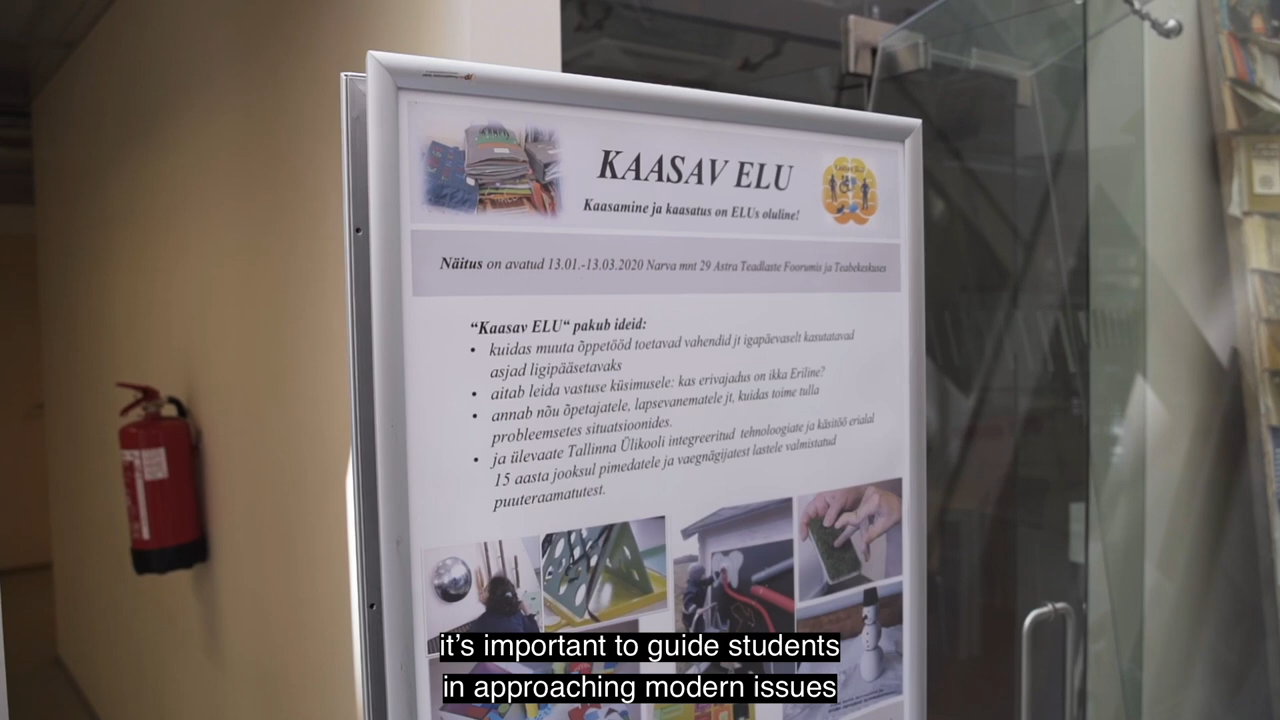 KAASAV ELU
Kaasamine ja kaasatus on ELUs oluline!
Näitus on avatud 13.01.-13.03.2020 Narva mnt 29 Astra Teadlaste Foorumis ja Teabekeskuses
“Kaasav ELU“ pakub ideid:
• kuidas muuta õppetööd toetavad vahendid jt igapäevaselt kasutatavad
asjad ligipääsetavaks
• aitab leida vastuse küsimusele: kas erivajadus on ikka Eriline?
• annab nõu õpetajatele, lapsevanematele jt, kuidas toime tulla
probleemsetes situatsioonides.
• ja ülevaate Tallinna Ülikooli integreeritud tehnoloogiate ja käsitöö erialal
15 aasta jooksul pimedatele ja vaegnägijatest lastele valmistatud
puuteraamatutest.
it’s important to guide students
in approaching modern issues